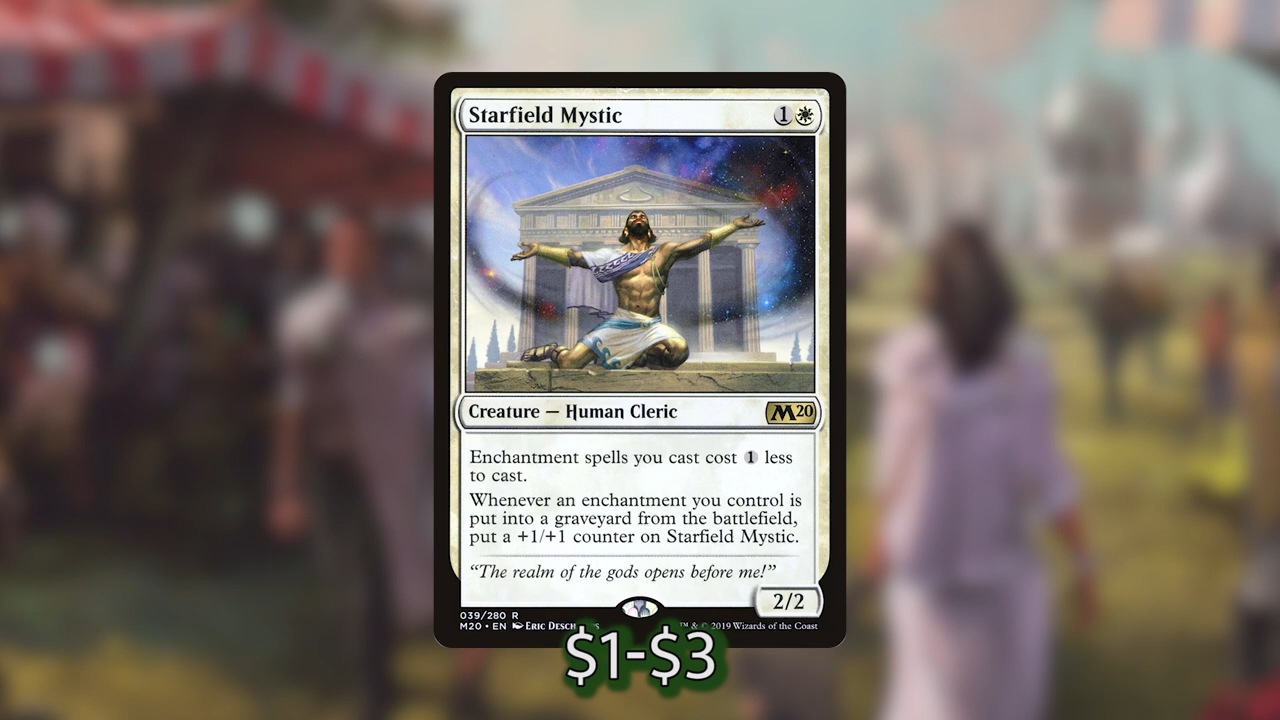 Starfield Mystic 1
Creature — Human Cleric M20
Enchantment spells you cast cost 1 less
to cast.
Whenever an enchantment you control is
put into a graveyard from the battlefield,
put a +1/+1 counter on Starfield Mystic.
“The realm of the gods opens before me!”
2/2
039/280 R
M20 • EN Eric ™ & © 2019 Wizards of the Coast
$1-$3